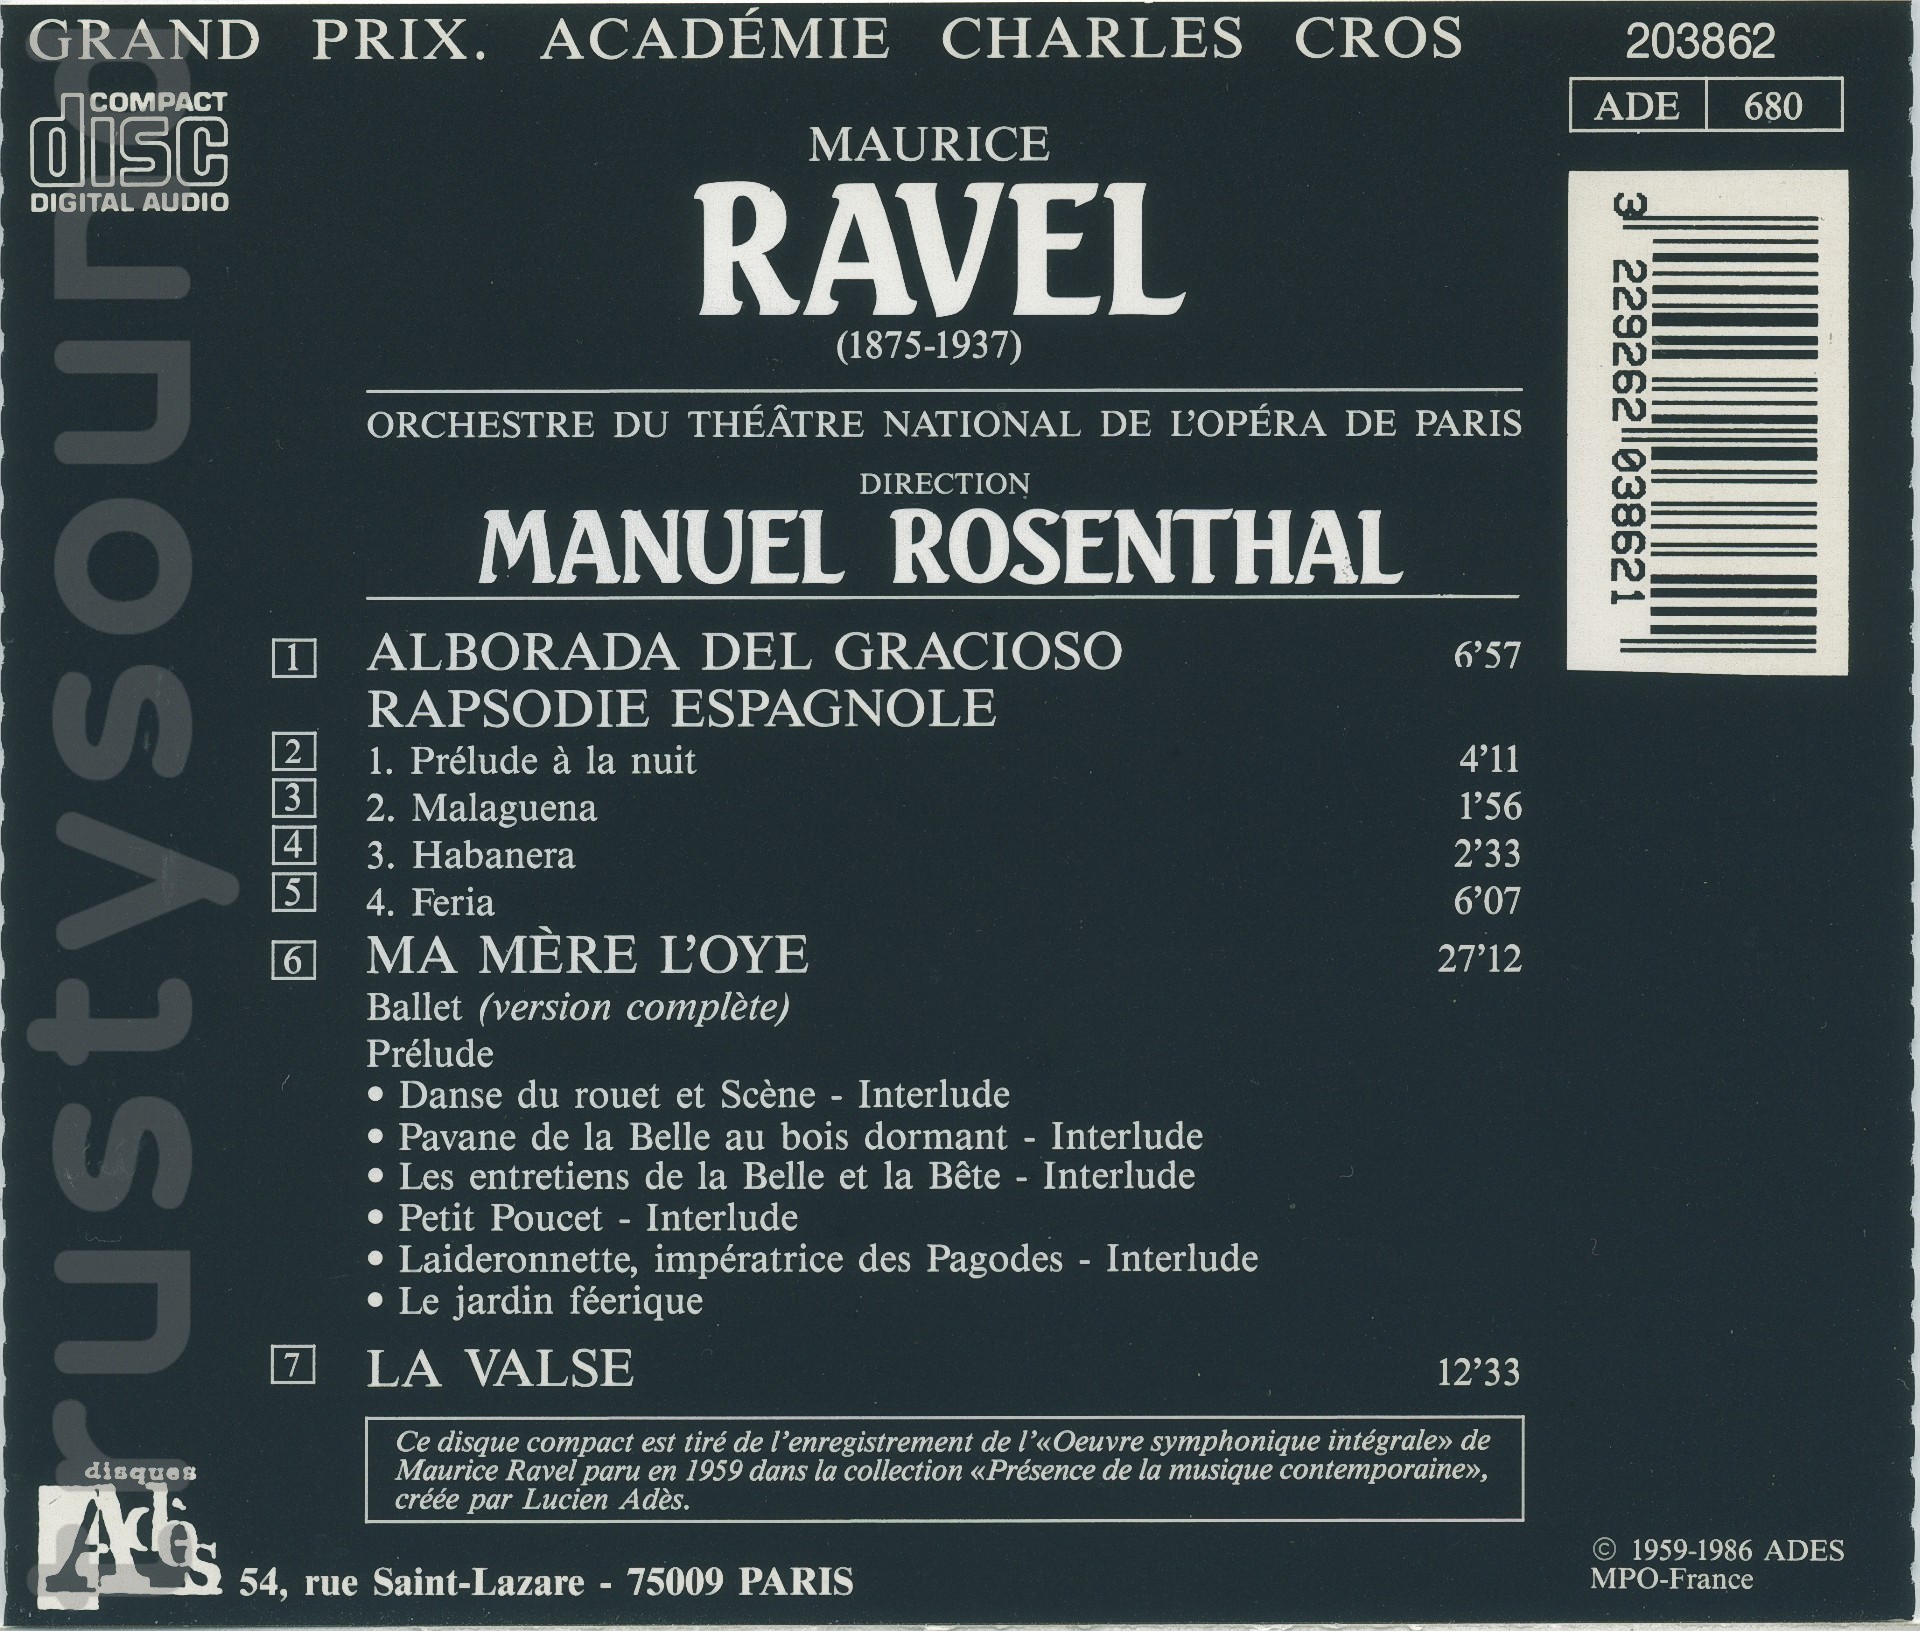 GRAND PRIX. ACADÉMIE CHARLES CROS
203862
COMPACT
disc
DIGITAL AUDIO
ADE 680
MAURICE
RAVEL
(1875-1937)
3 229262 038621
ORCHESTRE DU THÉÂTRE NATIONAL DE L'OPÉRA DE PARIS
DIRECTION
MANUEL ROSENTHAL
1 ALBORADA DEL GRACIOSO 6'57
RAPSODIE ESPAGNOLE
2 1. Prélude à la nuit 4'11
3 2. Malaguena 1'56
4 3. Habanera 2'33
5 4. Feria 6'07
6 MA MÈRE L'OYE 27'12
Ballet (version complète)
Prélude
• Danse du rouet et Scène - Interlude
• Pavane de la Belle au bois dormant - Interlude
• Les entretiens de la Belle et la Bête - Interlude
• Petit Poucet - Interlude
• Laideronnette, impératrice des Pagodes - Interlude
• Le jardin féerique
7 LA VALSE 12'33
Ce disque compact est tiré de l'enregistrement de l'«Oeuvre symphonique intégrale» de
Maurice Ravel paru en 1959 dans la collection «Présence de la musique contemporaine»,
créée par Lucien Adès.
disques
Adès
54, rue Saint-Lazare - 75009 PARIS
© 1959-1986 ADES
MPO-France